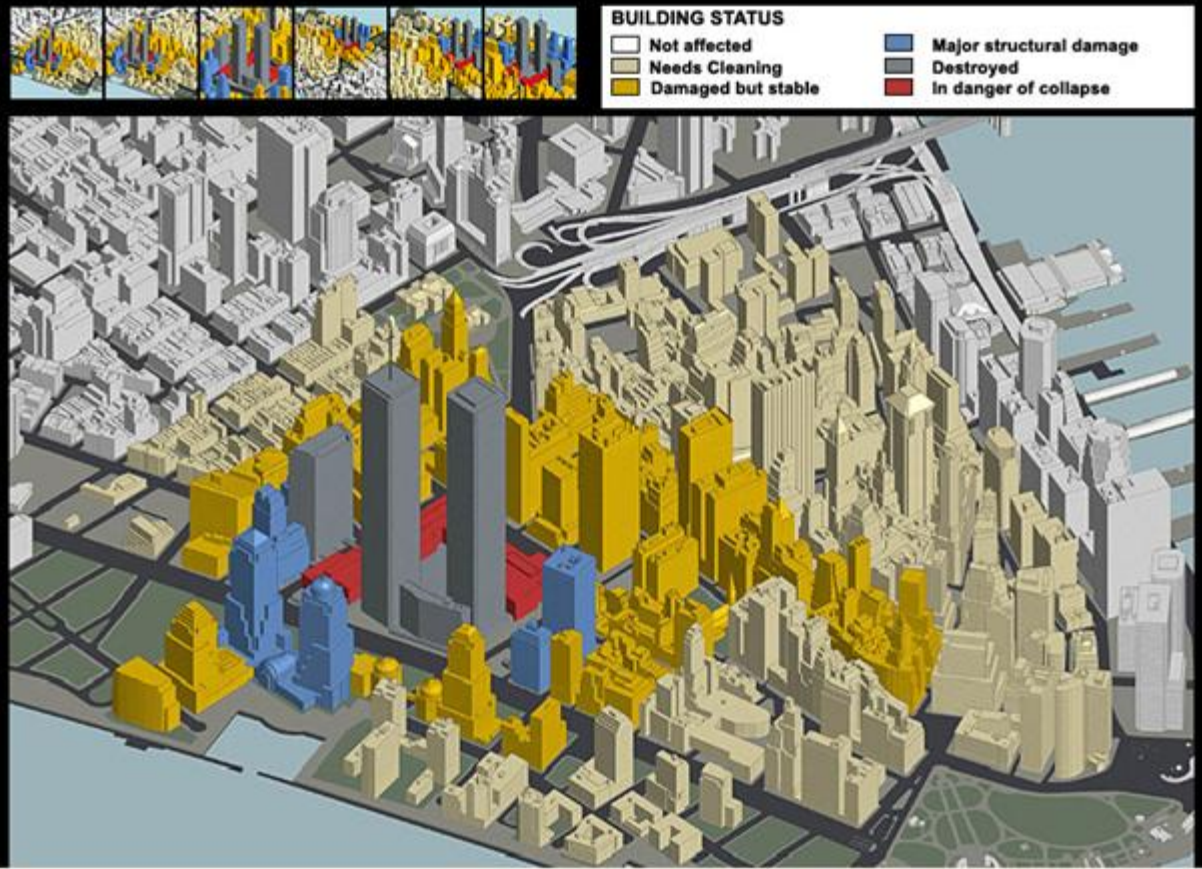 BUILDING STATUS
Not affected
Needs Cleaning
Damaged but stable
Major structural damage
Destroyed
In danger of collapse